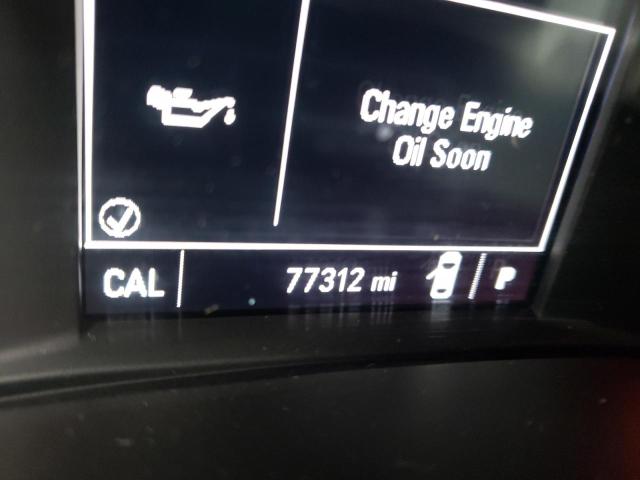 Change Engine
Oil Soon
CAL 77312 mi P